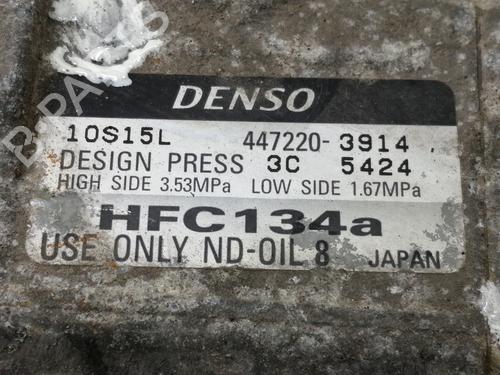 DENSO
10S15L 447220-3914
DESIGN PRESS 3C 5424
HIGH SIDE 3.53MPa LOW SIDE 1.67MPa
HFC134a
USE ONLY ND-OIL 8 JAPAN